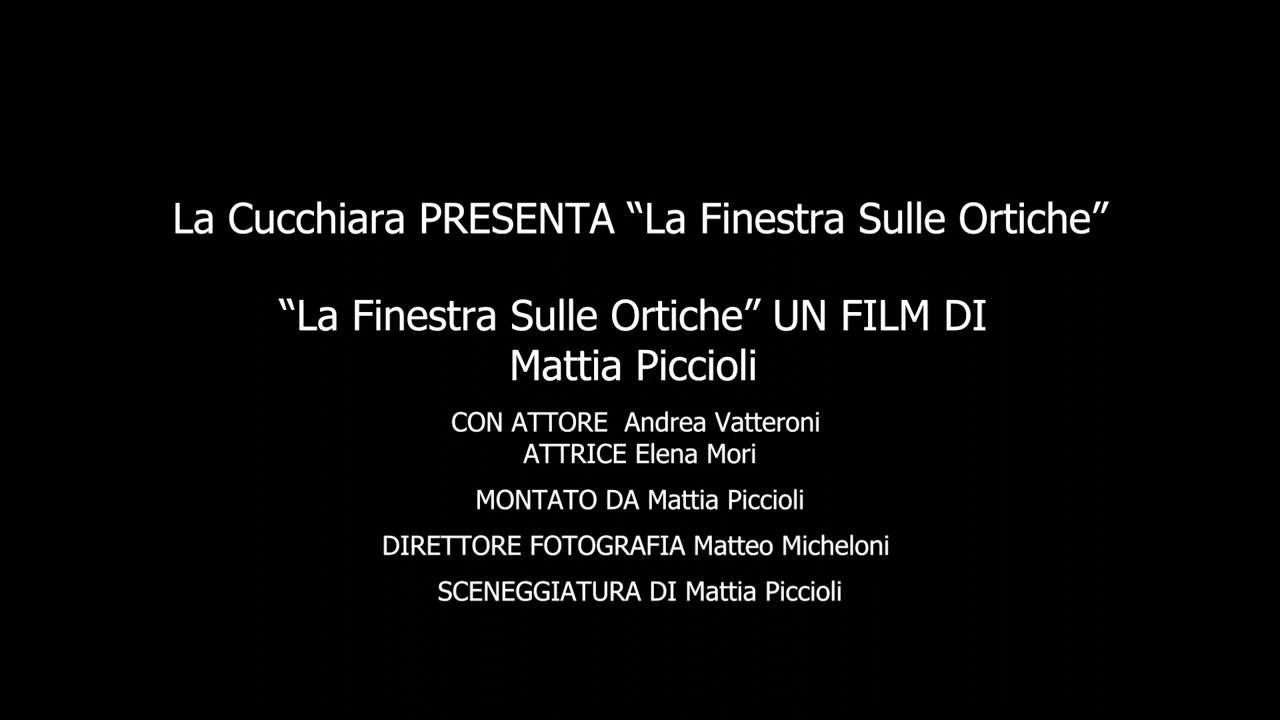 La Cucchiara PRESENTA “La Finestra Sulle Ortiche”
“La Finestra Sulle Ortiche” UN FILM DI
Mattia Piccioli
CON ATTORE  Andrea Vatteroni
ATTRICE Elena Mori
MONTATO DA Mattia Piccioli
DIRETTORE FOTOGRAFIA Matteo Micheloni
SCENEGGIATURA DI Mattia Piccioli